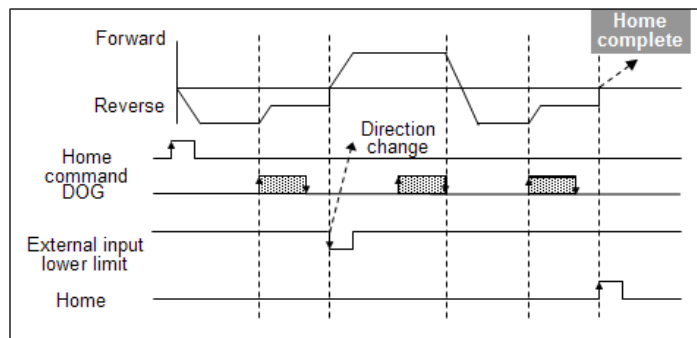 Home
complete
Forward
Reverse
Direction
change
Home
command
DOG
External input
lower limit
Home